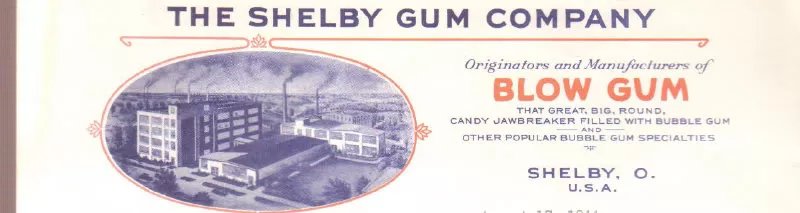 THE SHELBY GUM COMPANY
Originators and Manufacturers of
BLOW GUM
THAT GREAT, BIG, ROUND,
CANDY JAWBREAKER FILLED WITH BUBBLE GUM
AND
OTHER POPULAR BUBBLE GUM SPECIALTIES
SHELBY, O.
U.S.A.